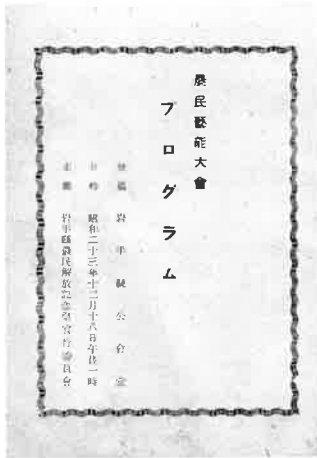 農民藝能大會
プログラム
會場 岩手縣公會堂
日時 昭和二十三年十二月十八日午後一時
主催 岩手縣農民解放記念祭実行委員会